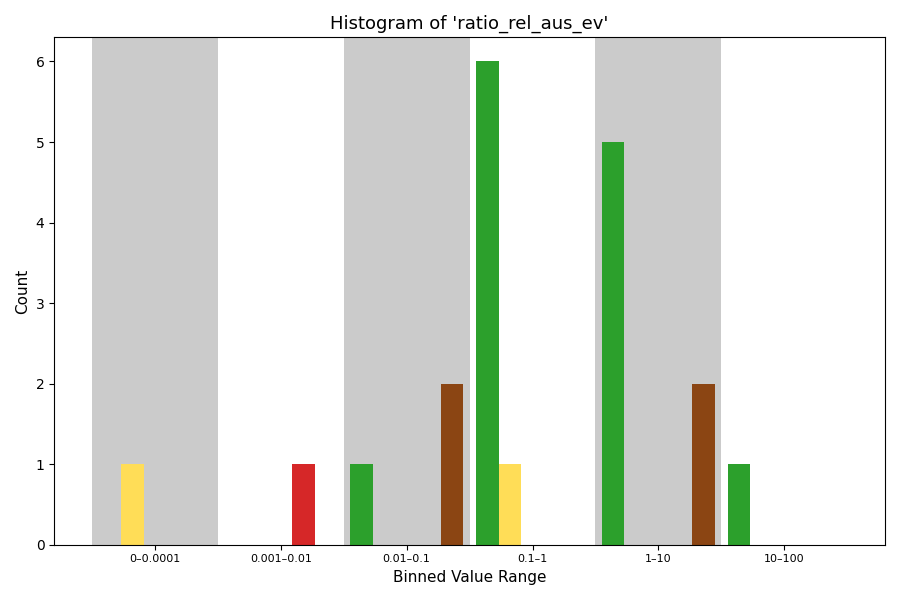 Histogram of 'ratio_rel_aus_ev'
Count
6
5
4
3
2
1
0
0–0.0001 0.001–0.01 0.01–0.1 0.1–1 1–10 10–100
Binned Value Range